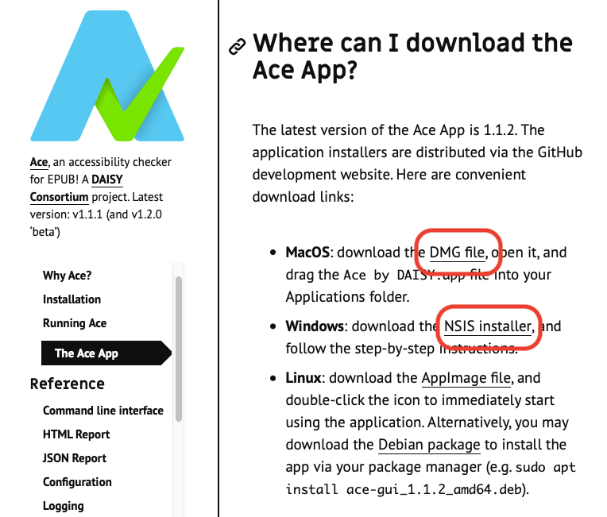 Ace, an accessibility checker
for EPUB! A DAISY
Consortium project. Latest
version: v1.1.1 (and v1.2.0
'beta')
Why Ace?
Installation
Running Ace
The Ace App
Reference
Command line interface
HTML Report
JSON Report
Configuration
Logging
Where can I download the
Ace App?
The latest version of the Ace App is 1.1.2. The
application installers are distributed via the GitHub
development website. Here are convenient
download links:
• MacOS: download the DMG file, open it, and
drag the Ace by DAISY.app file into your
Applications folder.
• Windows: download the NSIS installer, and
follow the step-by-step instructions.
• Linux: download the AppImage file, and
double-click the icon to immediately start
using the application. Alternatively, you may
download the Debian package to install the
app via your package manager (e.g. sudo apt
install ace-gui_1.1.2_amd64.deb).